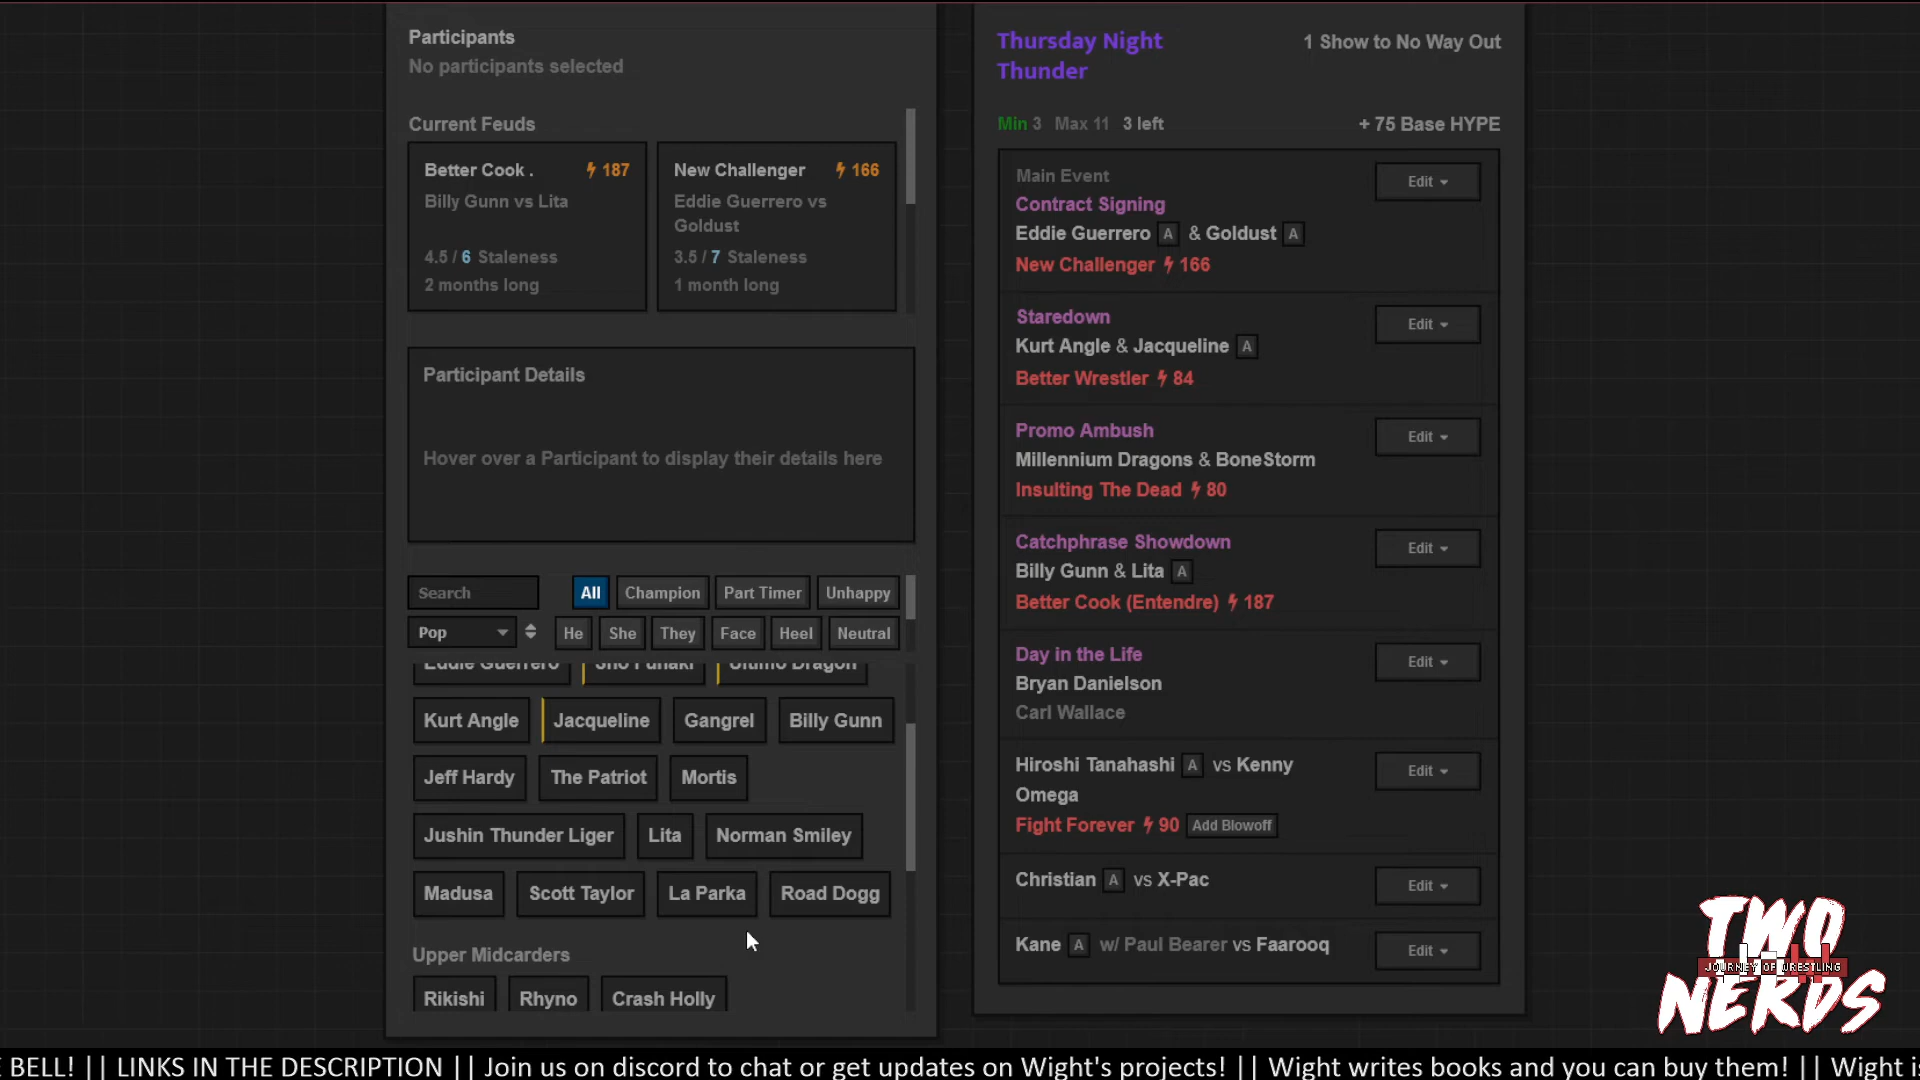 Participants
No participants selected
Current Feuds
Better Cook . 187
Billy Gunn vs Lita
4.5 / 6 Staleness
2 months long
New Challenger 166
Eddie Guerrero vs
Goldust
3.5 / 7 Staleness
1 month long
Participant Details
Hover over a Participant to display their details here
Search All Champion Part Timer Unhappy
Pop He She They Face Heel Neutral
Eddie Guerrero Sho Funaki Ultimo Dragon
Kurt Angle Jacqueline Gangrel Billy Gunn
Jeff Hardy The Patriot Mortis
Jushin Thunder Liger Lita Norman Smiley
Madusa Scott Taylor La Parka Road Dogg
Upper Midcarders
Rikishi Rhyno Crash Holly
Thursday Night
Thunder
1 Show to No Way Out
Min 3 Max 11 3 left
+ 75 Base HYPE
Main Event
Contract Signing
Eddie Guerrero A & Goldust A
New Challenger 166
Edit
Staredown
Kurt Angle & Jacqueline A
Better Wrestler 84
Edit
Promo Ambush
Millennium Dragons & BoneStorm
Insulting The Dead 80
Edit
Catchphrase Showdown
Billy Gunn & Lita A
Better Cook (Entendre) 187
Edit
Day in the Life
Bryan Danielson
Carl Wallace
Edit
Hiroshi Tanahashi A vs Kenny
Omega
Fight Forever 90 Add Blowoff
Edit
Christian A vs X-Pac
Edit
Kane A w/ Paul Bearer vs Faarooq
Edit
TWO
JOURNEY OF WRESTLING
NERDS
E BELL! || LINKS IN THE DESCRIPTION || Join us on discord to chat or get updates on Wight's projects! || Wight writes books and you can buy them! || Wight is